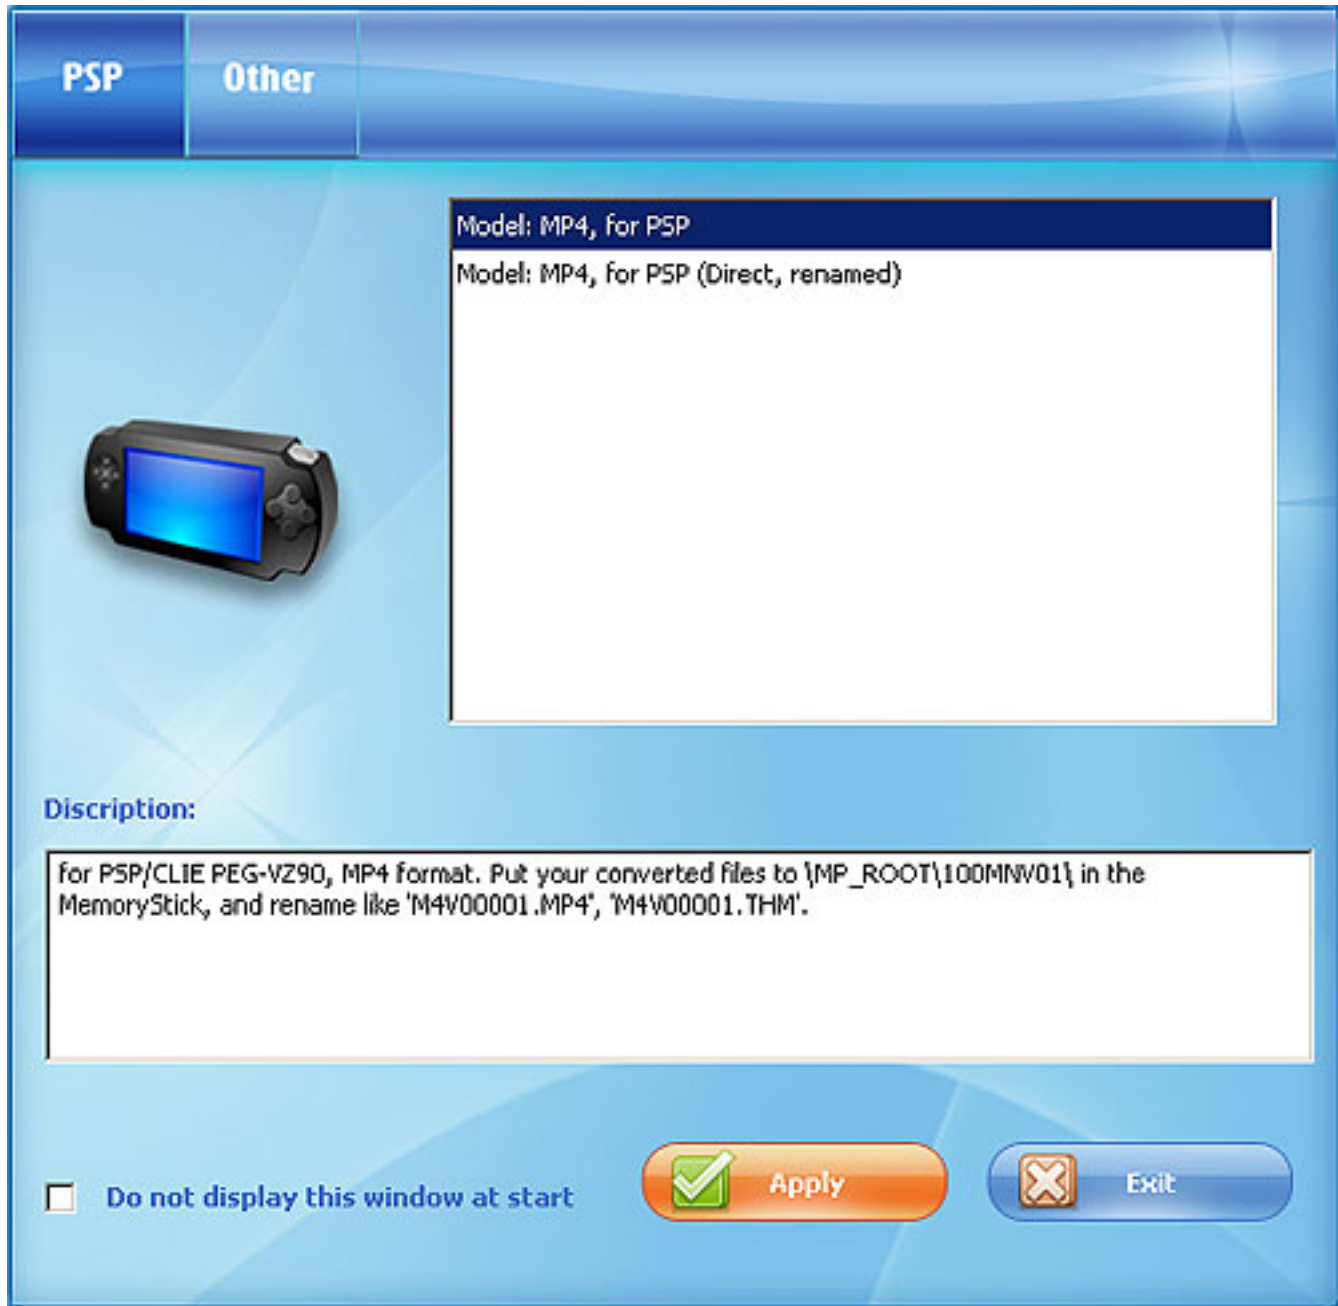 PSP Other
Model: MP4, for PSP
Model: MP4, for PSP (Direct, renamed)
Discription:
for PSP/CLIE PEG-VZ90, MP4 format. Put your converted files to \MP_ROOT\100MNV01\ in the
MemoryStick, and rename like 'M4V00001.MP4', 'M4V00001.THM'.
Do not display this window at start
Apply
Exit